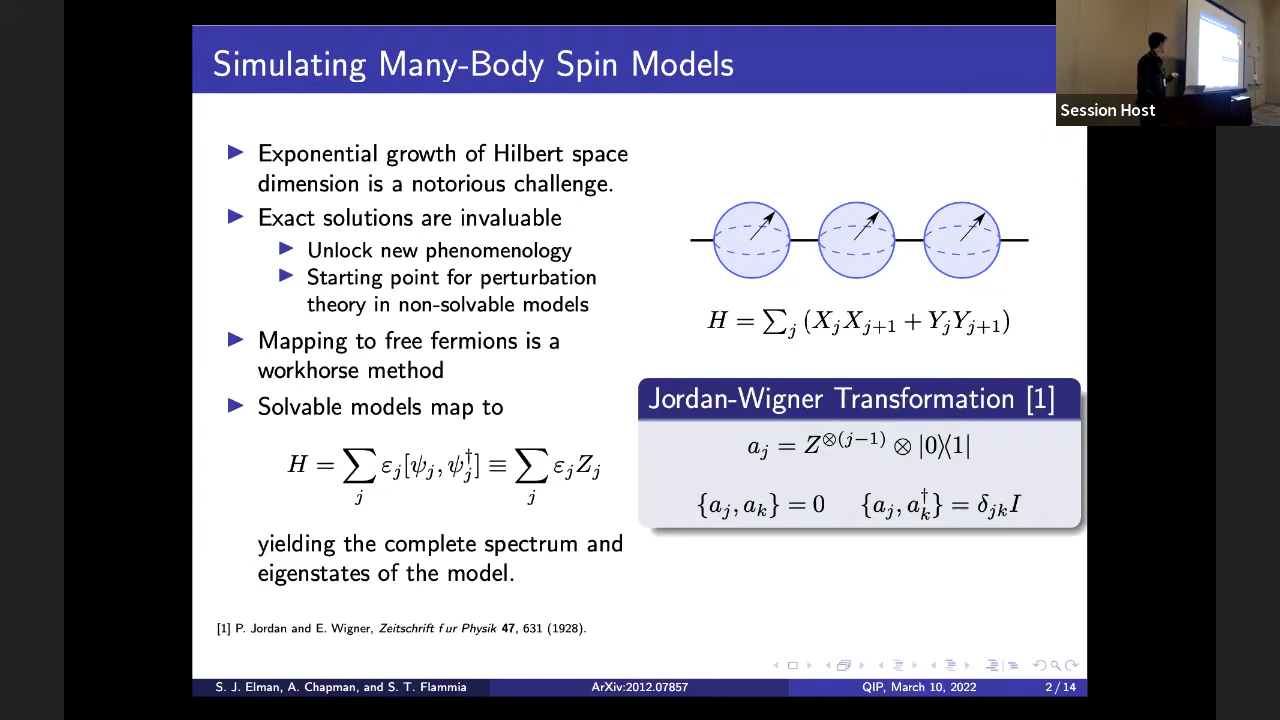 Simulating Many-Body Spin Models
Session Host
▶ Exponential growth of Hilbert space
dimension is a notorious challenge.
▶ Exact solutions are invaluable
▶ Unlock new phenomenology
▶ Starting point for perturbation
theory in non-solvable models
▶ Mapping to free fermions is a
workhorse method
▶ Solvable models map to
H = ∑_j ε_j[ψ_j, ψ_j^†] ≡ ∑_j ε_j Z_j
yielding the complete spectrum and
eigenstates of the model.
H = ∑_j (X_j X_{j+1} + Y_j Y_{j+1})
Jordan-Wigner Transformation [1]
a_j = Z^{⊗(j−1)} ⊗ |0⟩⟨1|
{a_j, a_k} = 0 {a_j, a_k^†} = δ_{jk} I
[1] P. Jordan and E. Wigner, Zeitschrift f ur Physik 47, 631 (1928).
S. J. Elman, A. Chapman, and S. T. Flammia ArXiv:2012.07857 QIP, March 10, 2022 2 / 14